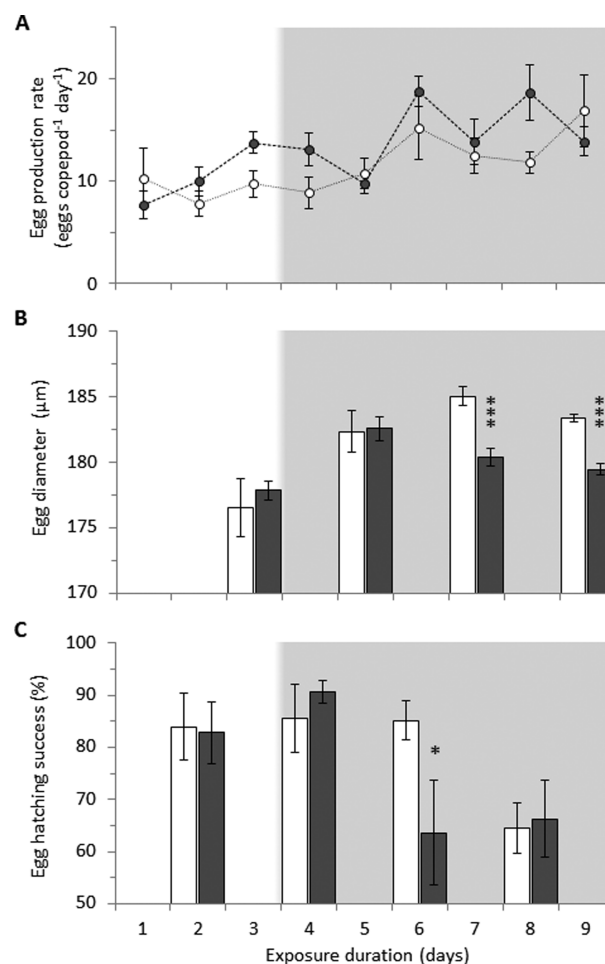 A
Egg production rate
(eggs copepod-1 day-1)
20
10
0
B
Egg diameter (µm)
190
185
180
175
170
***
***
C
Egg hatching success (%)
100
90
80
70
60
50
*
1 2 3 4 5 6 7 8 9
Exposure duration (days)